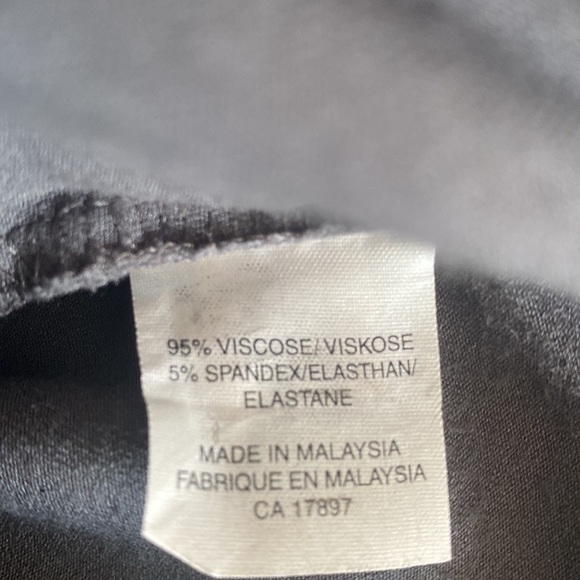 95% VISCOSE/VISKOSE
5% SPANDEX/ELASTHAN/
ELASTANE
MADE IN MALAYSIA
FABRIQUE EN MALAYSIA
CA 17897